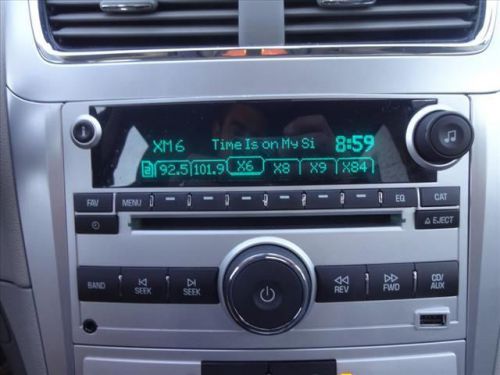 XM6 Time Is on My Si 8:59
2 92.5 101.9 X6 X8 X9 X84
FAV MENU EQ CAT
EJECT
BAND SEEK SEEK REV FWD CD/AUX